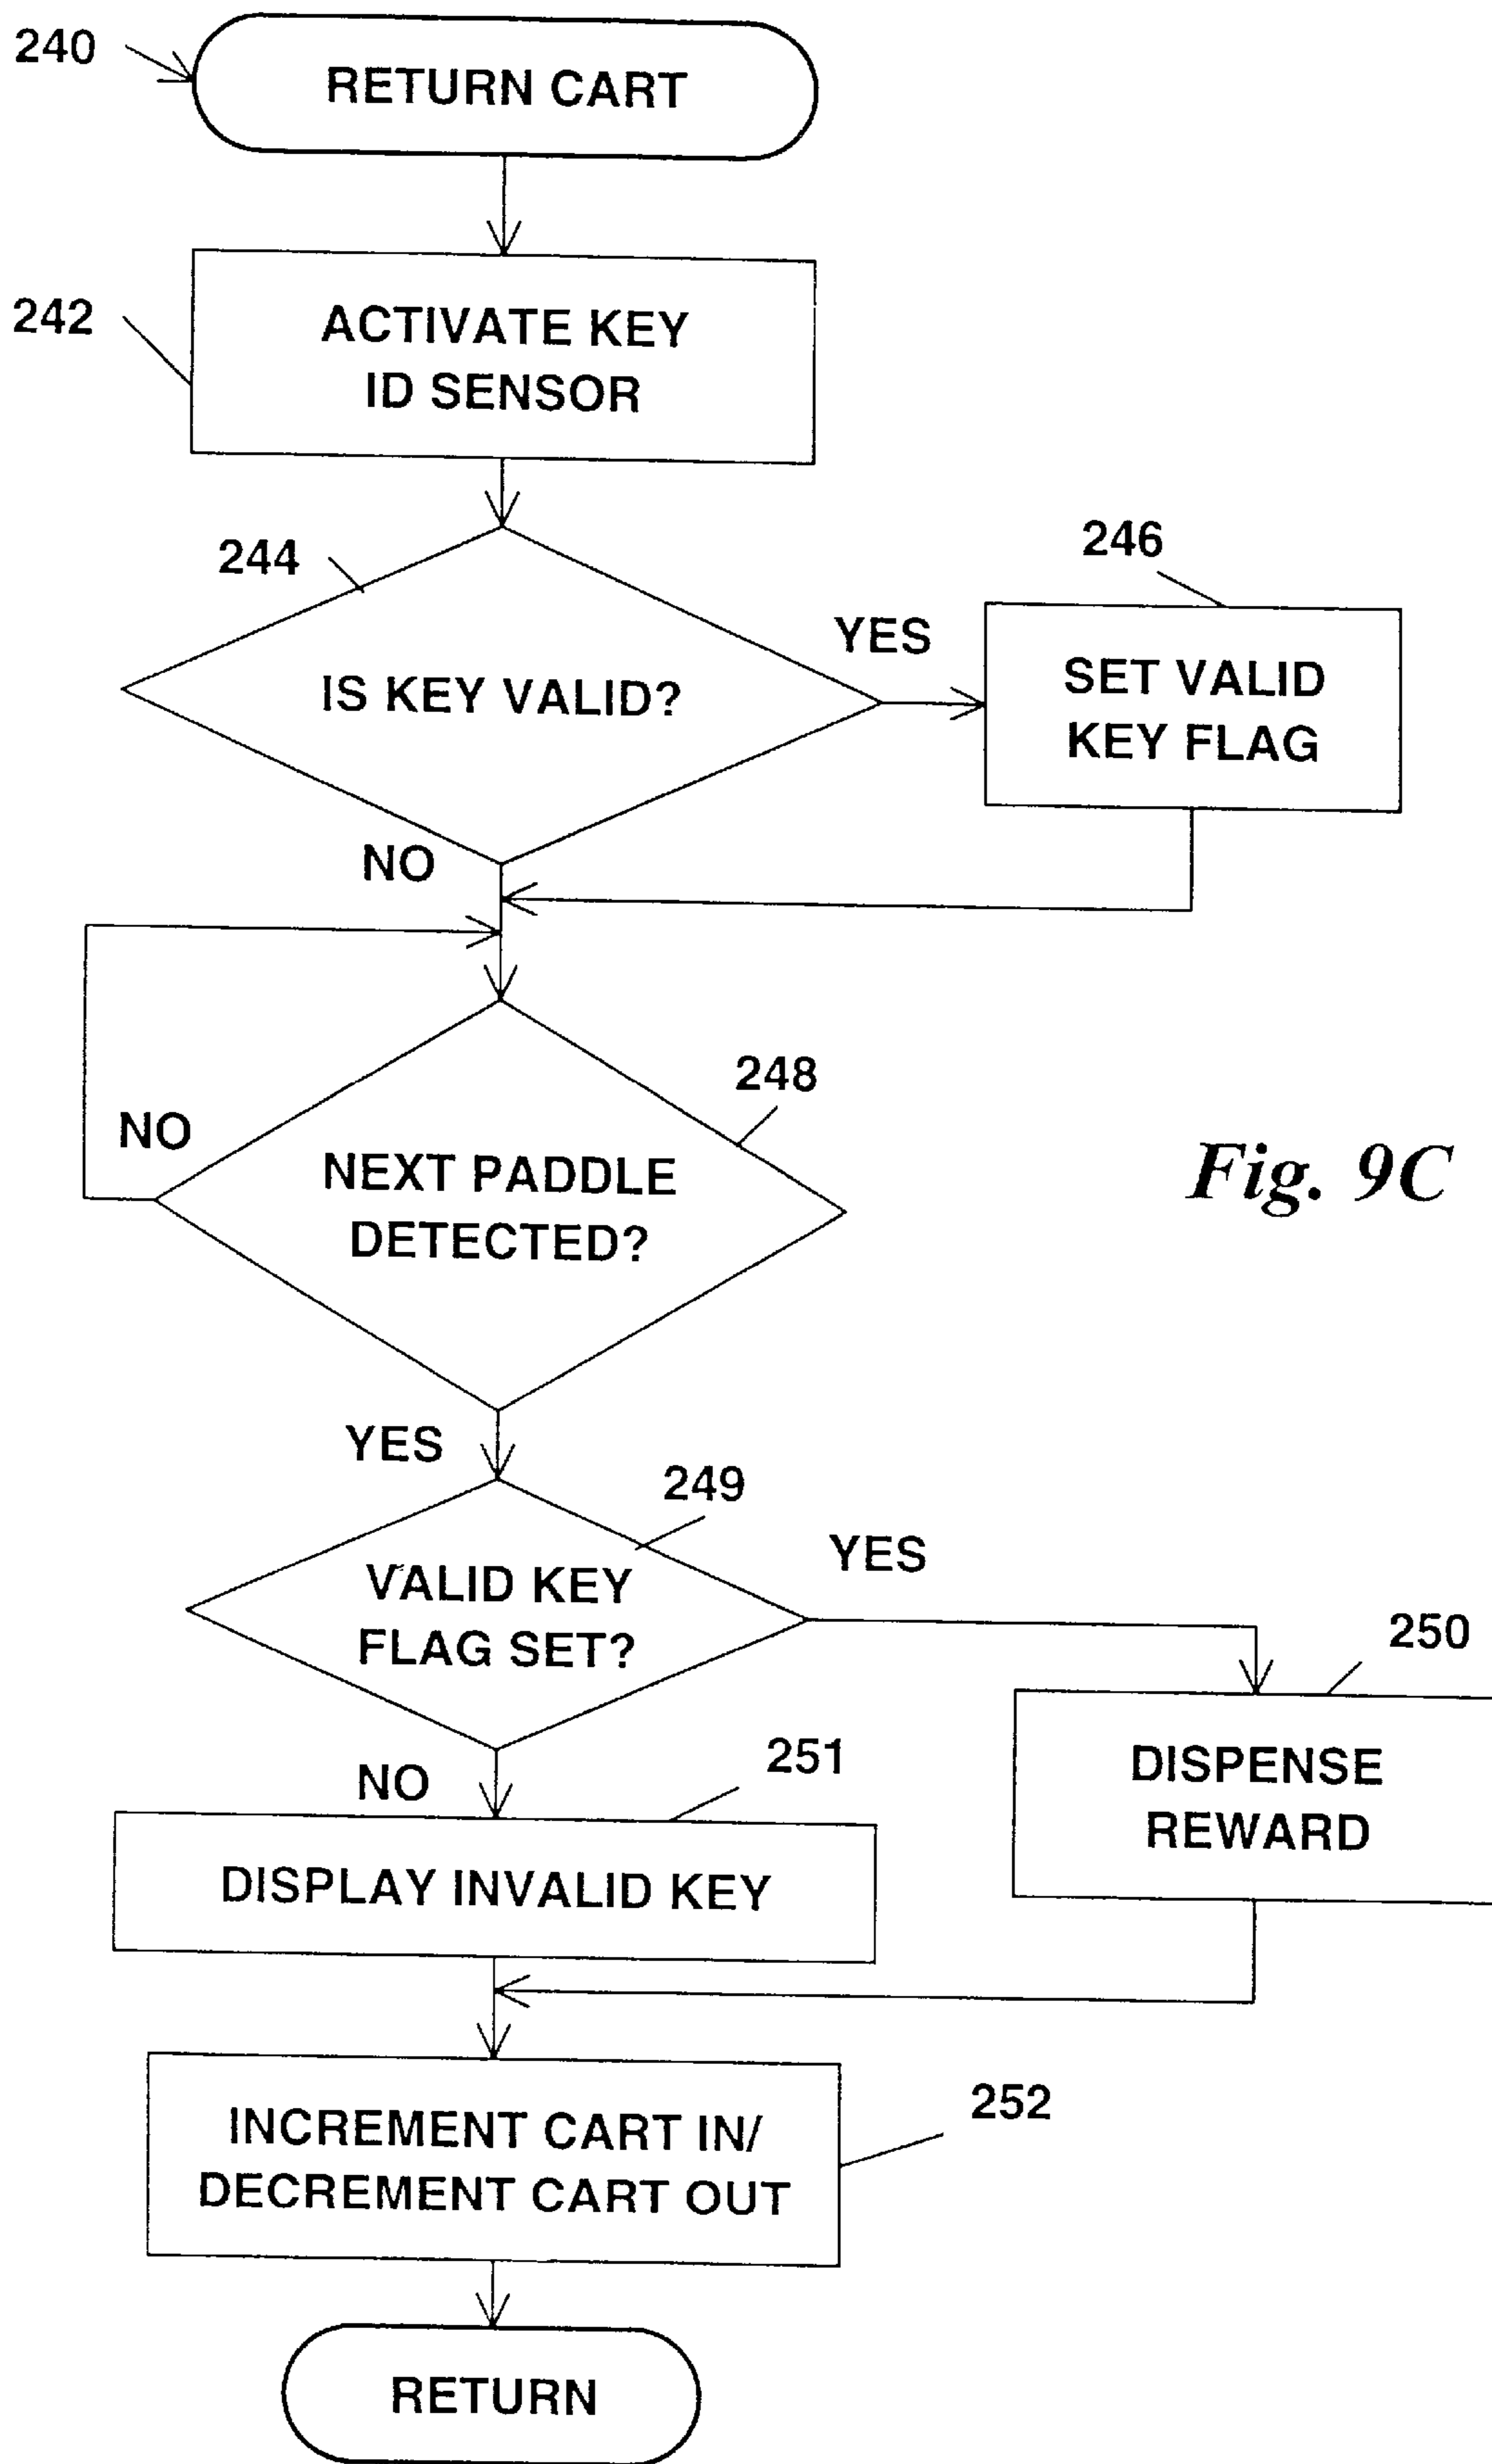 240
RETURN CART
242
ACTIVATE KEY
ID SENSOR
244
IS KEY VALID?
YES
246
SET VALID
KEY FLAG
NO
248
NO
NEXT PADDLE
DETECTED?
Fig. 9C
YES
249
VALID KEY
FLAG SET?
YES
250
DISPENSE
REWARD
NO
251
DISPLAY INVALID KEY
252
INCREMENT CART IN/
DECREMENT CART OUT
RETURN